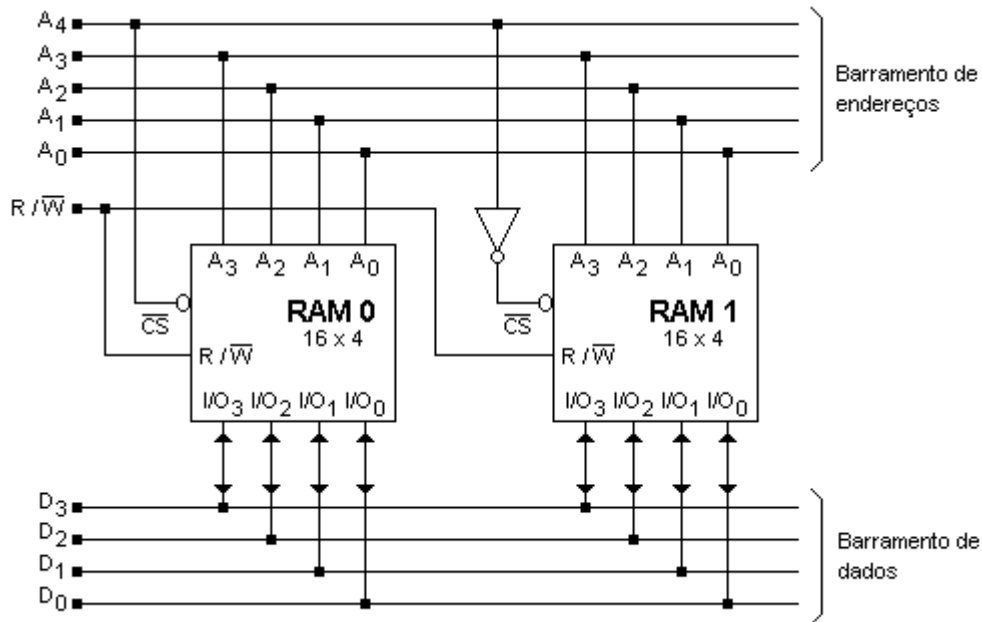 A4
A3
A2
A1
A0
Barramento de
endereços
R / W̅
A3 A2 A1 A0
RAM 0
16 x 4
C̅S̅
R / W̅
I/O3 I/O2 I/O1 I/O0
A3 A2 A1 A0
RAM 1
16 x 4
C̅S̅
R / W̅
I/O3 I/O2 I/O1 I/O0
D3
D2
D1
D0
Barramento de
dados